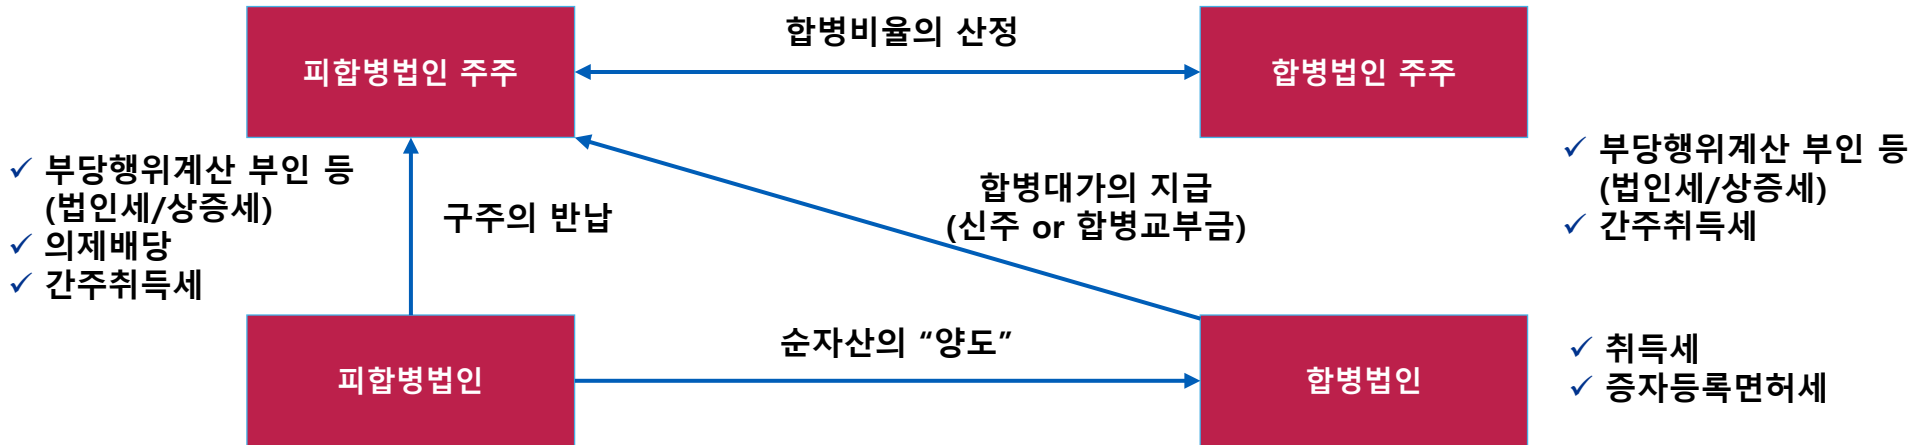 합병비율의 산정
피합병법인 주주
합병법인 주주
✓ 부당행위계산 부인 등
(법인세/상증세)
✓ 의제배당
✓ 간주취득세
구주의 반납
합병대가의 지급
(신주 or 합병교부금)
✓ 부당행위계산 부인 등
(법인세/상증세)
✓ 간주취득세
피합병법인
순자산의 “양도”
합병법인
✓ 취득세
✓ 증자등록면허세